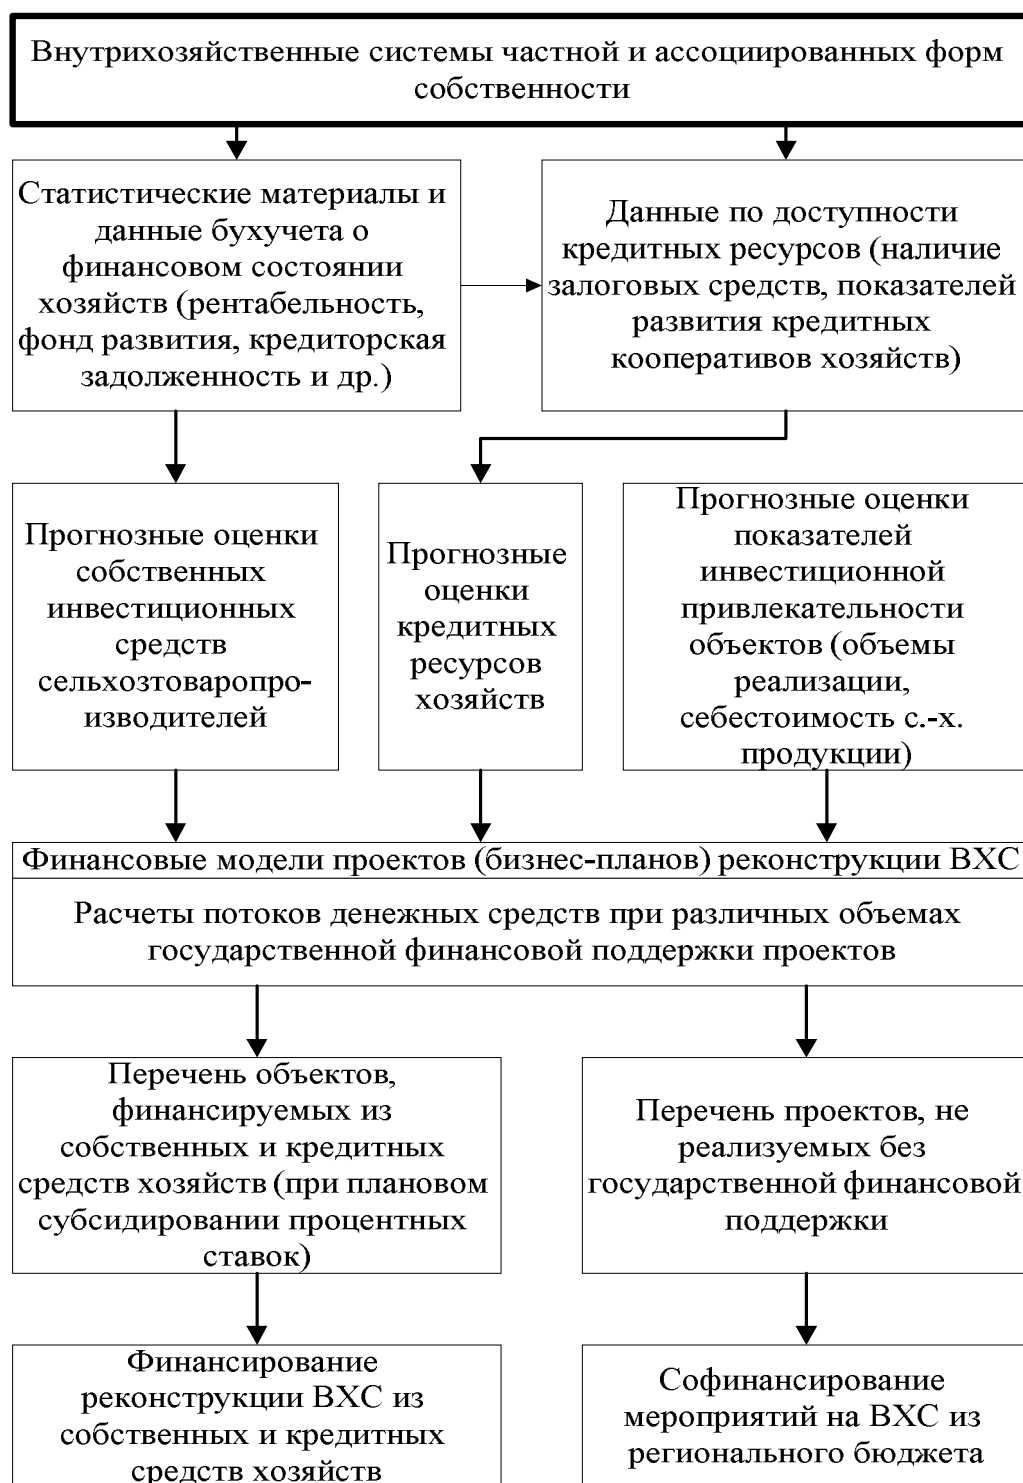 Внутрихозяйственные системы частной и ассоциированных форм
собственности
Статистические материалы и
данные бухучета о
финансовом состоянии
хозяйств (рентабельность,
фонд развития, кредиторская
задолженность и др.)
Данные по доступности
кредитных ресурсов (наличие
залоговых средств, показателей
развития кредитных
кооперативов хозяйств)
Прогнозные оценки
собственных
инвестиционных
средств
сельхозтоваропро-
изводителей
Прогнозные
оценки
кредитных
ресурсов
хозяйств
Прогнозные оценки
показателей
инвестиционной
привлекательности
объектов (объемы
реализации,
себестоимость с.-х.
продукции)
Финансовые модели проектов (бизнес-планов) реконструкции ВХС
Расчеты потоков денежных средств при различных объемах
государственной финансовой поддержки проектов
Перечень объектов,
финансируемых из
собственных и кредитных
средств хозяйств (при плановом
субсидировании процентных
ставок)
Перечень проектов, не
реализуемых без
государственной финансовой
поддержки
Финансирование
реконструкции ВХС из
собственных и кредитных
средств хозяйств
Софинансирование
мероприятий на ВХС из
регионального бюджета